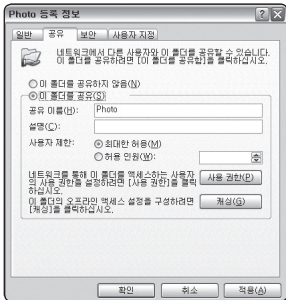 Photo 등록 정보
일반 공유 보안 사용자 지정
네트워크에서 다른 사용자와 이 폴더를 공유할 수 있습니다.
이 폴더를 공유하려면 [이 폴더를 공유함]을 클릭하십시오.
이 폴더를 공유하지 않음(N)
이 폴더를 공유(S)
공유 이름(H): Photo
설명(C):
사용자 제한: 최대한 허용(M)
허용 인원(W):
네트워크를 통해 이 폴더를 액세스하는 사용자
의 사용 권한을 설정하려면 [사용 권한]을 클릭
하십시오.
사용 권한(P)
이 폴더의 오프라인 액세스 설정을 구성하려면
[캐싱]을 클릭하십시오.
캐싱(G)
확인 취소 적용(A)